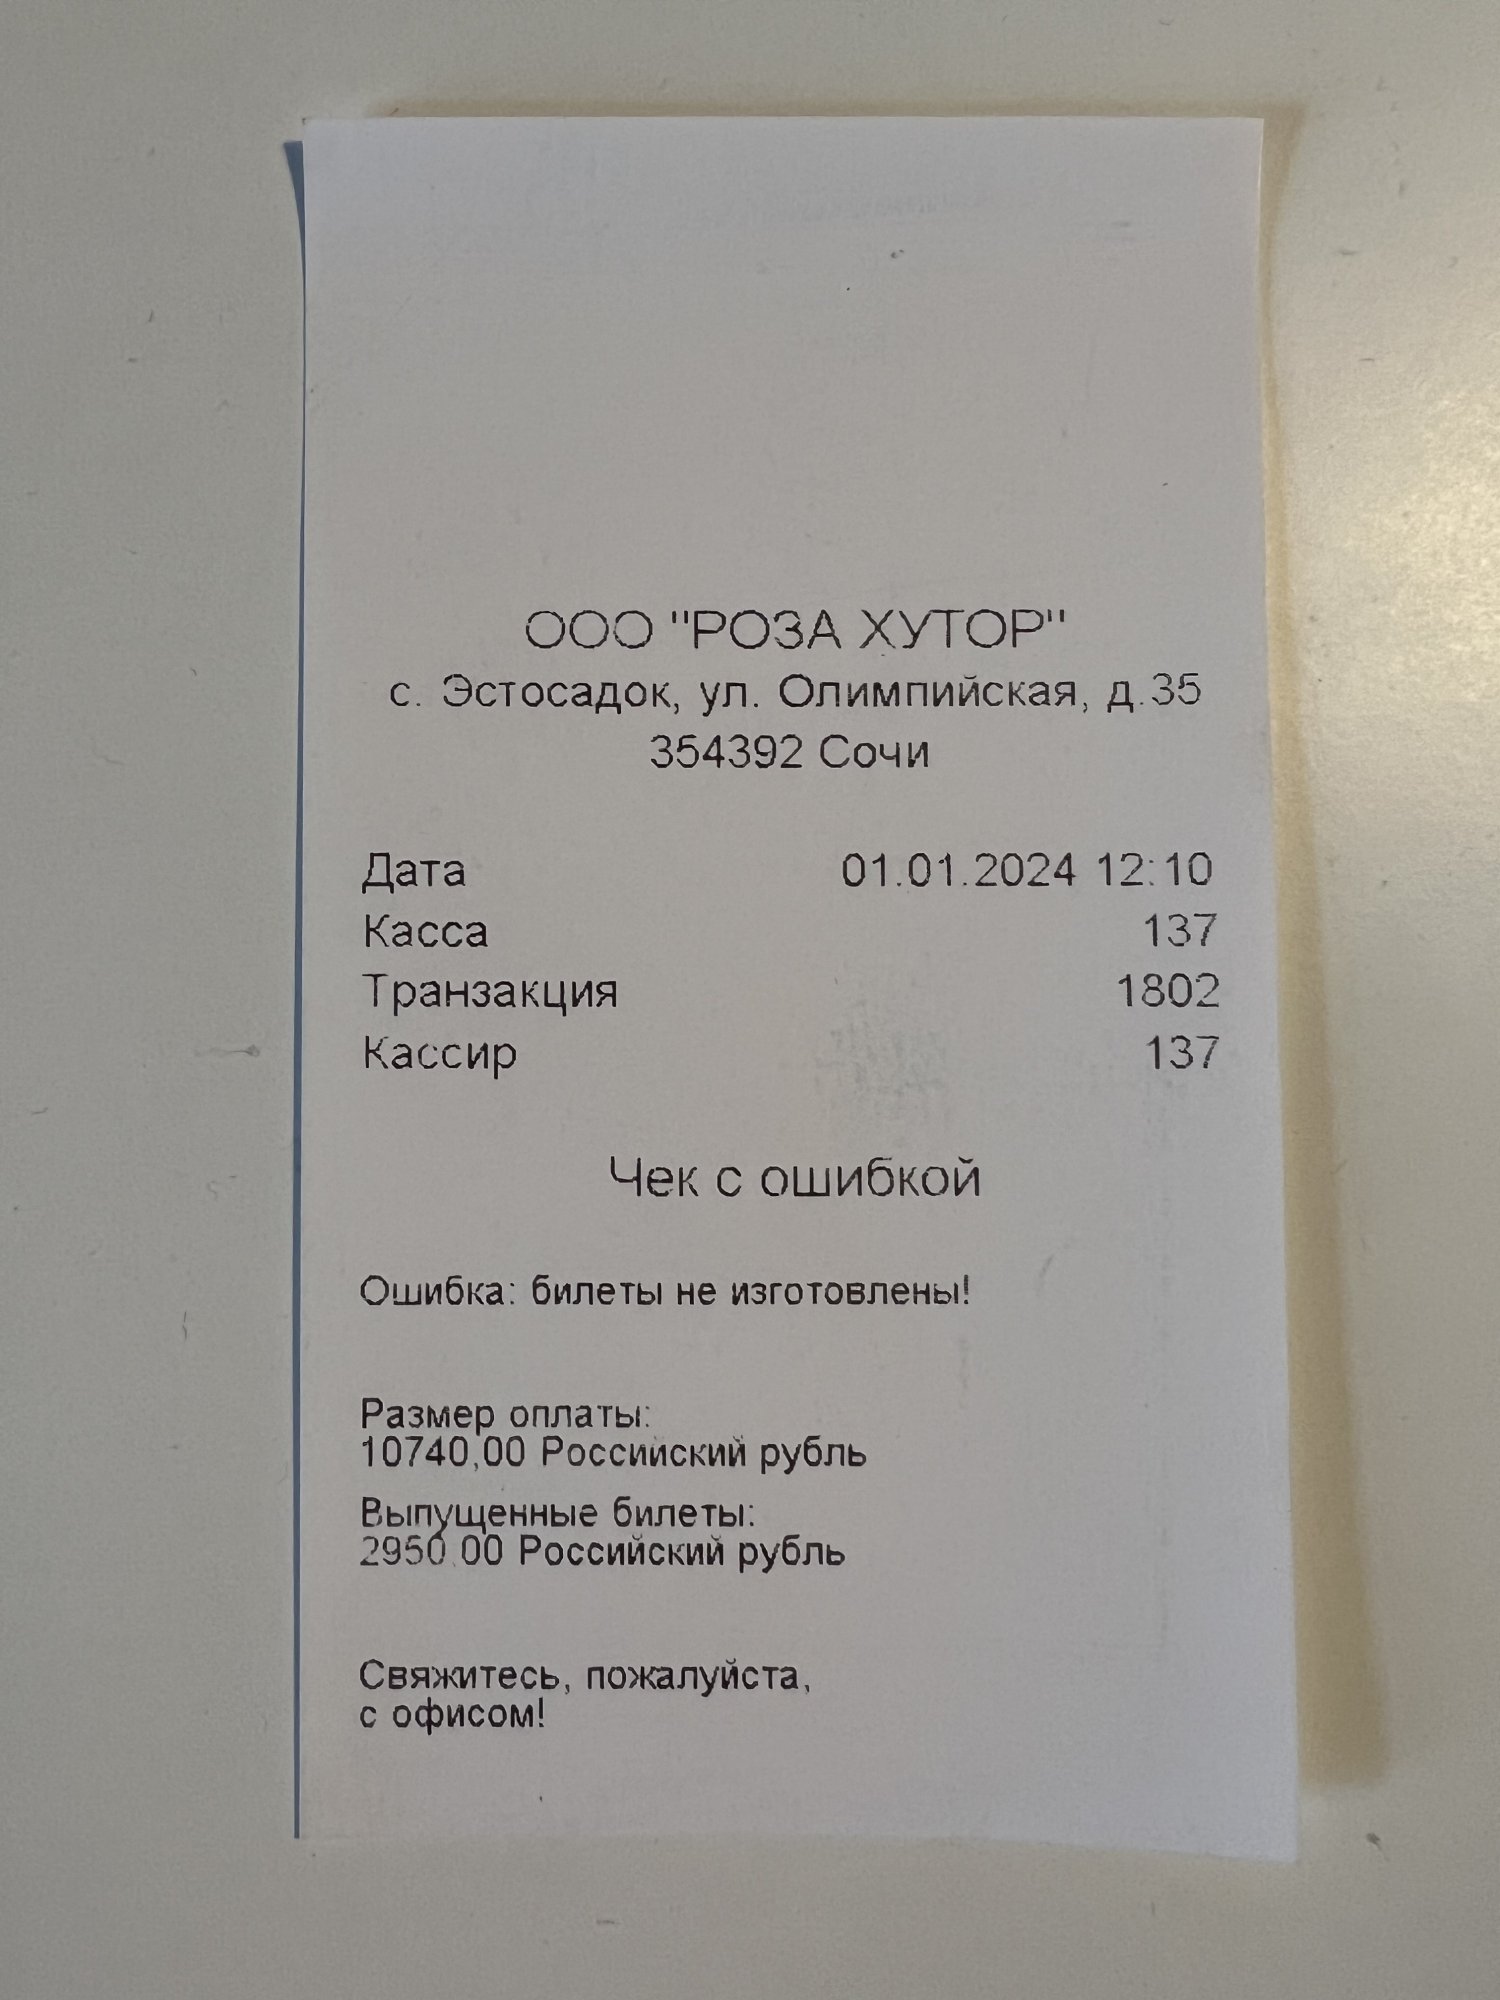 ООО "РОЗА ХУТОР"
с. Эстосадок, ул. Олимпийская, д.35
354392 Сочи
Дата 01.01.2024 12:10
Касса 137
Транзакция 1802
Кассир 137
Чек с ошибкой
Ошибка: билеты не изготовлены!
Размер оплаты:
10740,00 Российский рубль
Выпущенные билеты:
2950,00 Российский рубль
Свяжитесь, пожалуйста,
с офисом!